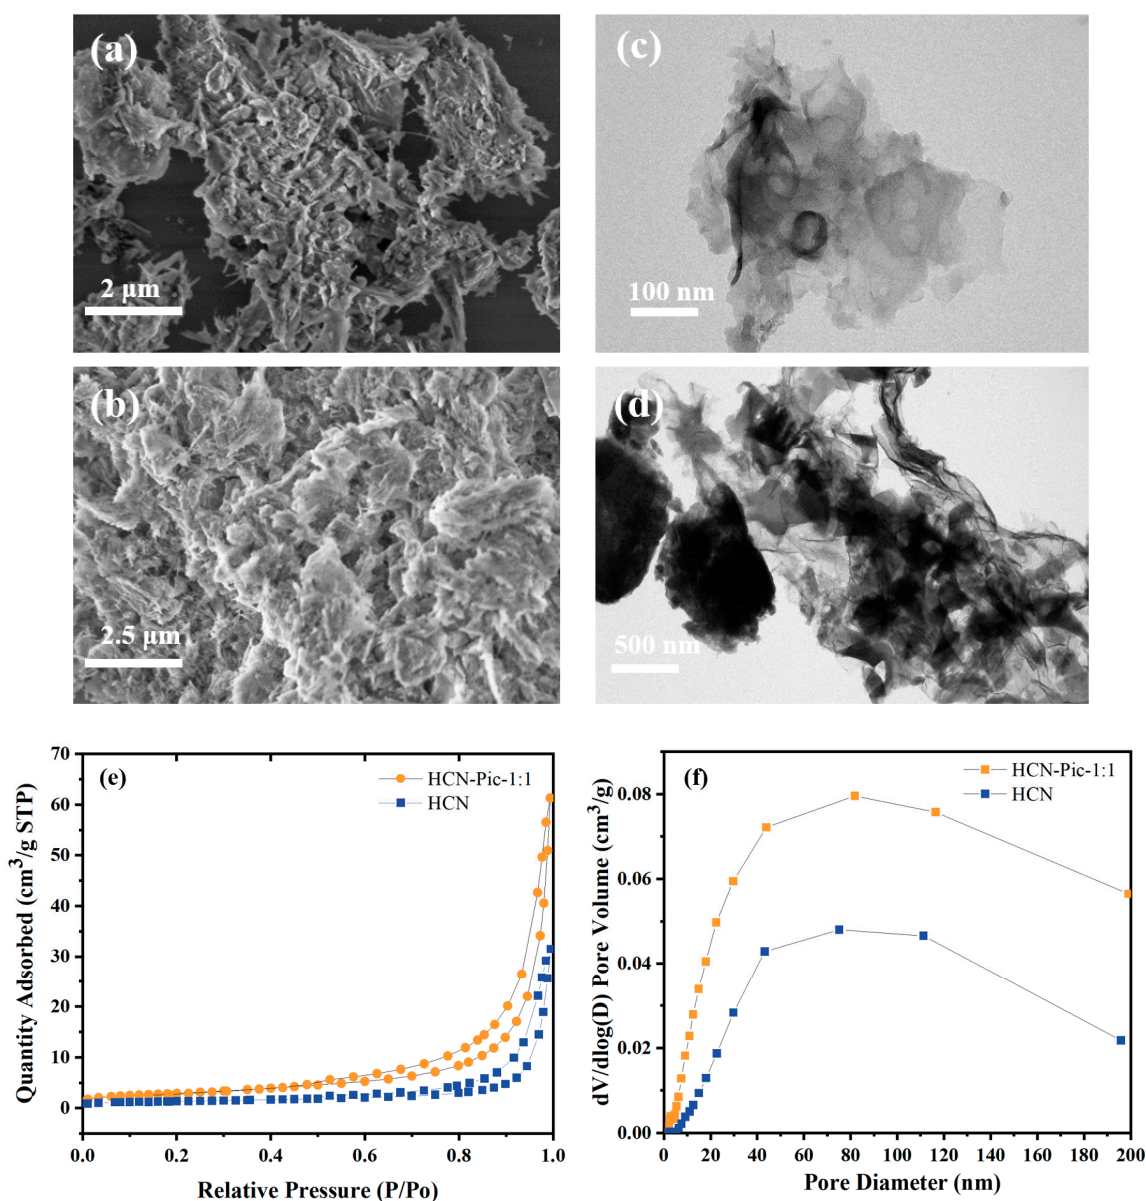 (a)
2 μm
(c)
100 nm
(b)
2.5 μm
(d)
500 nm
70
60
50
40
30
20
10
0
Quantity Adsorbed (cm³/g STP)
(e)
HCN-Pic-1:1
HCN
0.0 0.2 0.4 0.6 0.8 1.0
Relative Pressure (P/Po)
0.08
0.06
0.04
0.02
0.00
dV/dlog(D) Pore Volume (cm³/g)
(f)
HCN-Pic-1:1
HCN
0 20 40 60 80 100 120 140 160 180 200
Pore Diameter (nm)